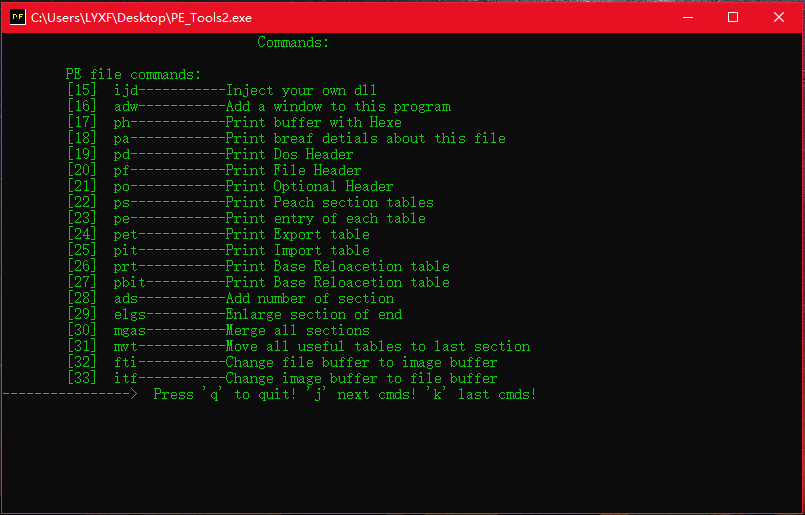 PE C:\Users\LYXF\Desktop\PE_Tools2.exe
Commands:
PE file commands:
[15] ijd-----------Inject your own dll
[16] adw-----------Add a window to this program
[17] ph------------Print buffer with Hexe
[18] pa------------Print breaf detials about this file
[19] pd------------Print Dos Header
[20] pf------------Print File Header
[21] po------------Print Optional Header
[22] ps------------Print Peach section tables
[23] pe------------Print entry of each table
[24] pet-----------Print Export table
[25] pit-----------Print Import table
[26] prt-----------Print Base Reloacetion table
[27] pbit----------Print Base Reloacetion table
[28] ads-----------Add number of section
[29] elgs----------Enlarge section of end
[30] mgas----------Merge all sections
[31] mvt-----------Move all useful tables to last section
[32] fti-----------Change file buffer to image buffer
[33] itf-----------Change image buffer to file buffer
----------------> Press 'q' to quit! 'j' next cmds! 'k' last cmds!